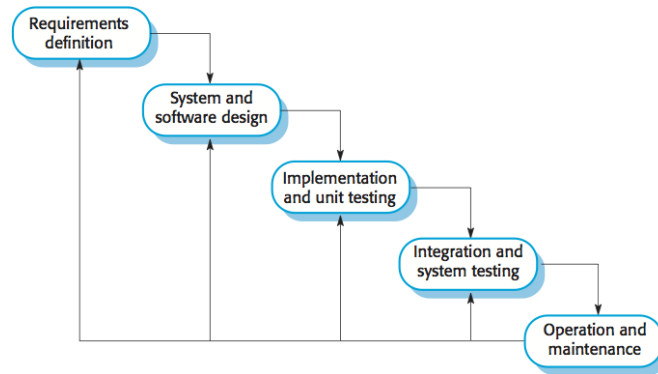 Requirements
definition
System and
software design
Implementation
and unit testing
Integration and
system testing
Operation and
maintenance